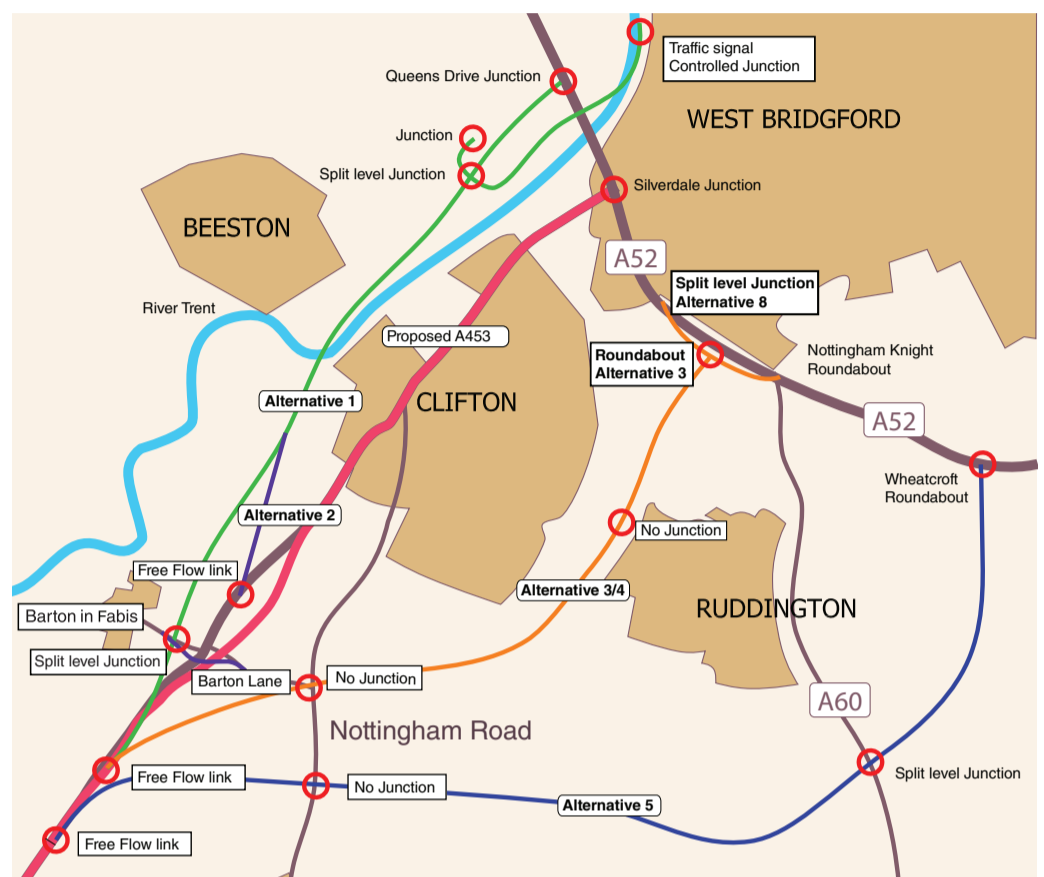 Traffic signal
Controlled Junction
Queens Drive Junction
WEST BRIDGFORD
Junction
Split level Junction
Silverdale Junction
BEESTON
A52
Split level Junction
Alternative 8
River Trent
Proposed A453
Roundabout
Alternative 3
Nottingham Knight
Roundabout
Alternative 1
CLIFTON
A52
Wheatcroft
Roundabout
Alternative 2
No Junction
Free Flow link
Alternative 3/4
Barton in Fabis
RUDDINGTON
Split level Junction
Barton Lane
No Junction
A60
Nottingham Road
Free Flow link
No Junction
Split level Junction
Alternative 5
Free Flow link